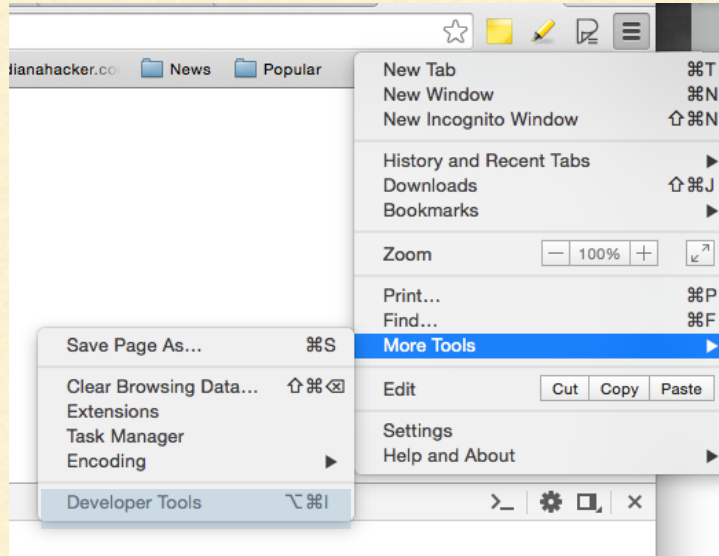 dianahacker.co
News
Popular
New Tab ⌘T
New Window ⌘N
New Incognito Window ⇧⌘N
History and Recent Tabs ▶
Downloads ⇧⌘J
Bookmarks ▶
Zoom — 100% +
Print... ⌘P
Find... ⌘F
More Tools ▶
Edit Cut Copy Paste
Settings
Help and About ▶
Save Page As... ⌘S
Clear Browsing Data... ⇧⌘⌫
Extensions
Task Manager
Encoding ▶
Developer Tools ⌥⌘I